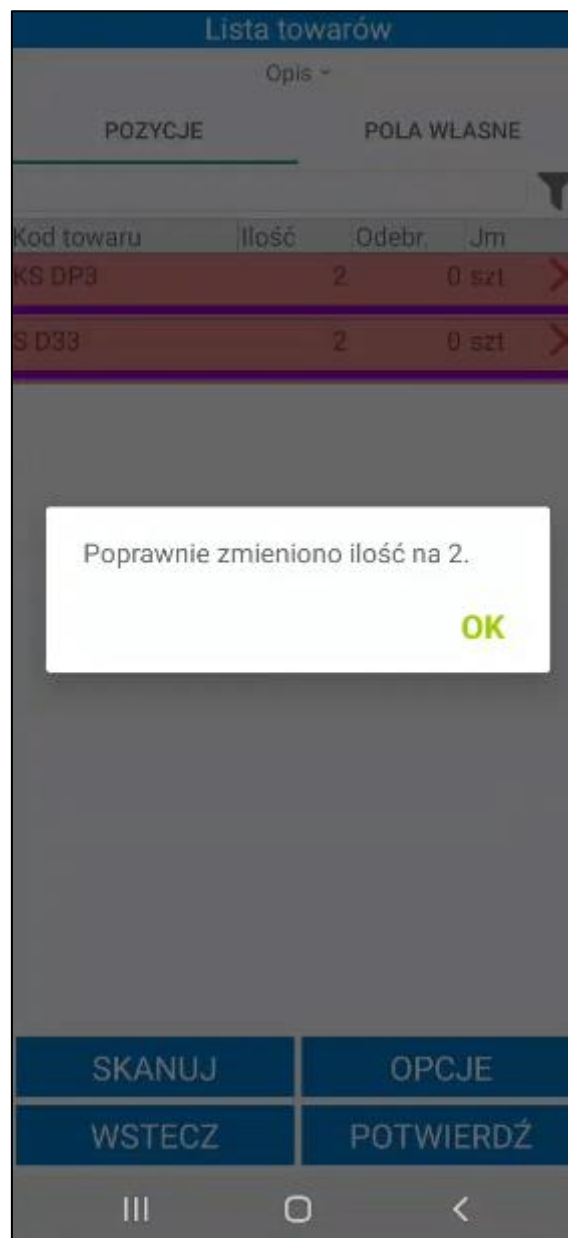 Lista towarów
Opis
POZYCJE POLA WŁASNE
Kod towaru Ilość Odebr. Jm
KS DP3 2 0 szt
S D33 2 0 szt
Poprawnie zmieniono ilość na 2.
OK
SKANUJ OPCJE
WSTECZ POTWIERDŹ